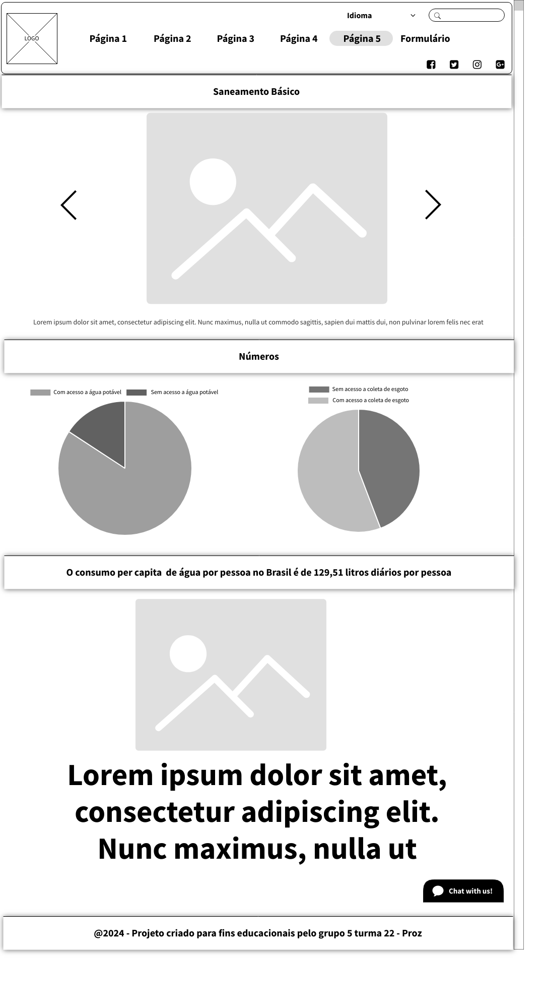 Idioma
LOGO
Página 1
Página 2
Página 3
Página 4
Página 5
Formulário
Saneamento Básico
Lorem ipsum dolor sit amet, consectetur adipiscing elit. Nunc maximus, nulla ut commodo sagittis, sapien dui mattis dui, non pulvinar lorem felis nec erat
Números
Com acesso a água potável
Sem acesso a água potável
Sem acesso a coleta de esgoto
Com acesso a coleta de esgoto
O consumo per capita  de água por pessoa no Brasil é de 129,51 litros diários por pessoa
Lorem ipsum dolor sit amet,
consectetur adipiscing elit.
Nunc maximus, nulla ut
Chat with us!
@2024 - Projeto criado para fins educacionais pelo grupo 5 turma 22 - Proz